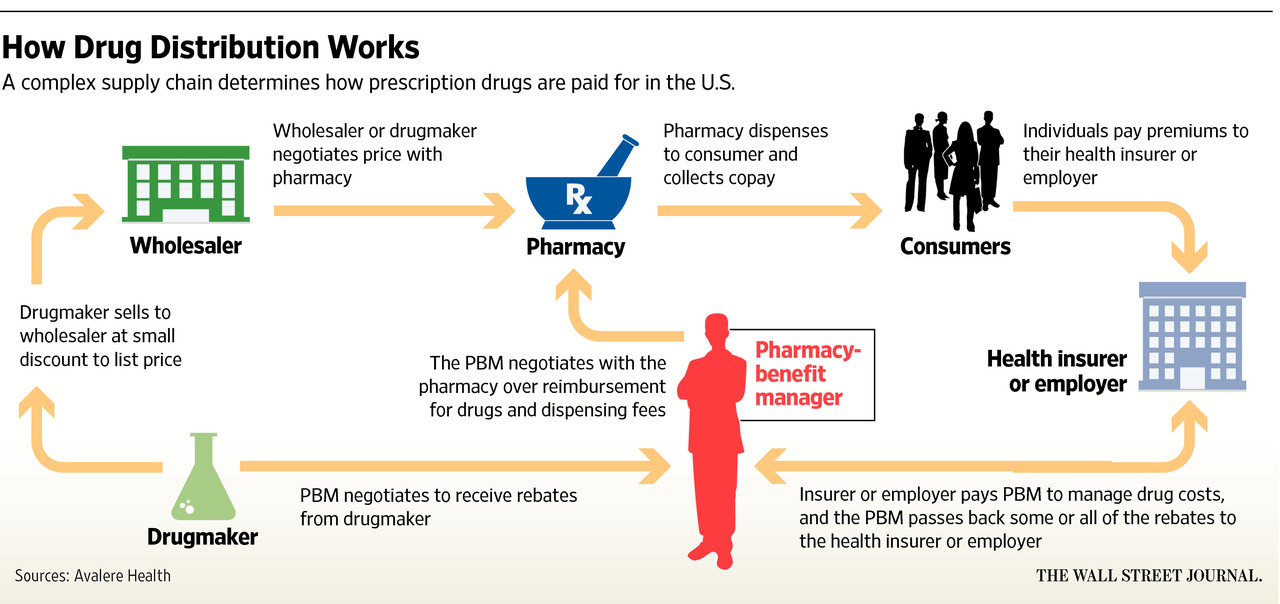 How Drug Distribution Works
A complex supply chain determines how prescription drugs are paid for in the U.S.
Wholesaler or drugmaker
negotiates price with
pharmacy
Pharmacy dispenses
to consumer and
collects copay
Individuals pay premiums to
their health insurer or
employer
Rx
Wholesaler
Pharmacy
Consumers
Drugmaker sells to
wholesaler at small
discount to list price
The PBM negotiates with the
pharmacy over reimbursement
for drugs and dispensing fees
Pharmacy-
benefit
manager
Health insurer
or employer
Drugmaker
PBM negotiates to receive rebates
from drugmaker
Insurer or employer pays PBM to manage drug costs,
and the PBM passes back some or all of the rebates to
the health insurer or employer
Sources: Avalere Health
THE WALL STREET JOURNAL.